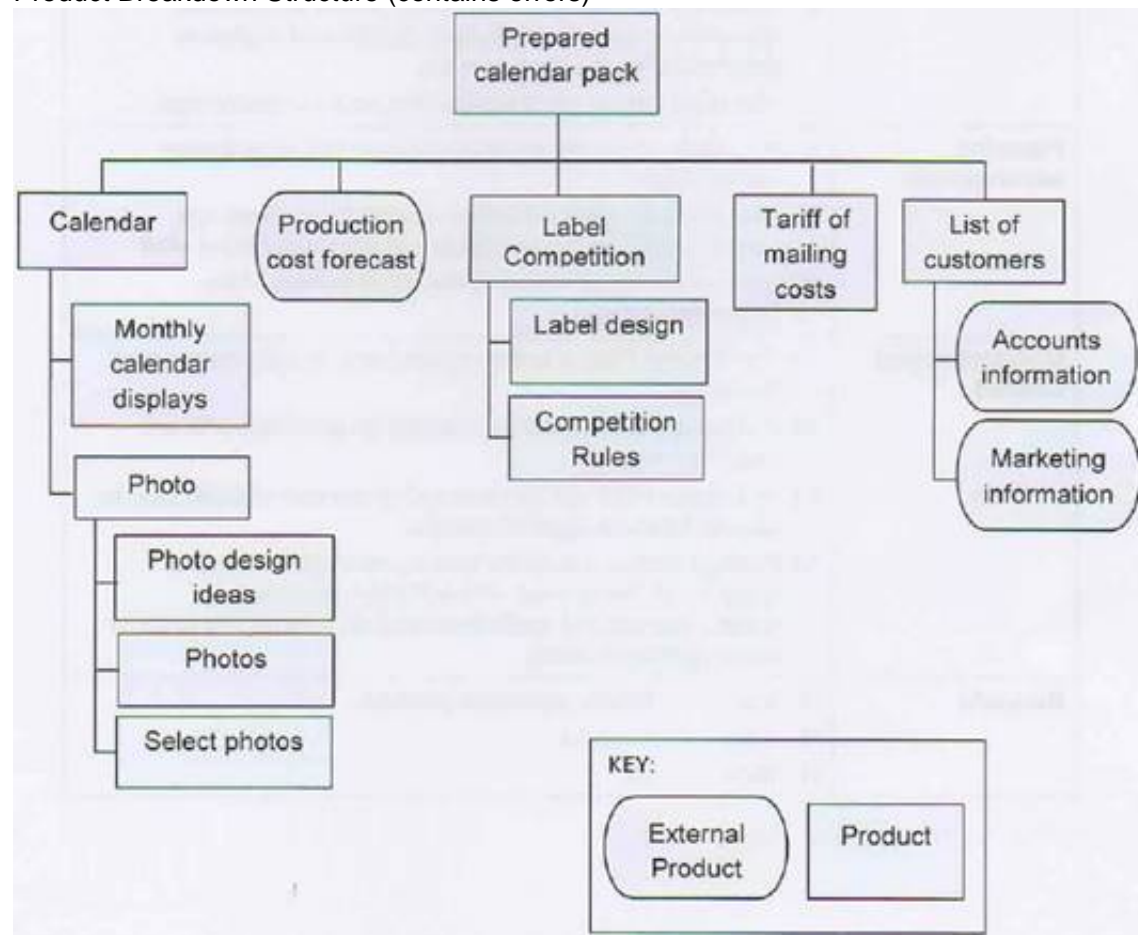 Product Breakdown Structure (contains errors)
Prepared
calendar pack
Calendar
Production
cost forecast
Label
Competition
Tariff of
mailing
costs
List of
customers
Monthly
calendar
displays
Label design
Accounts
information
Competition
Rules
Marketing
information
Photo
Photo design
ideas
Photos
Select photos
KEY:
External
Product
Product